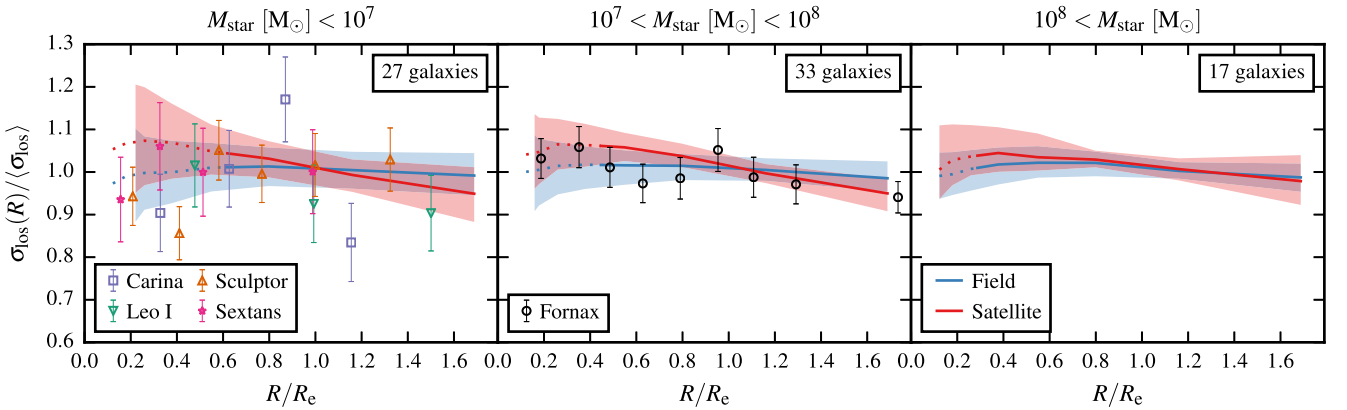 M_star [M_⊙] < 10^7
10^7 < M_star [M_⊙] < 10^8
10^8 < M_star [M_⊙]
σ_los(R)/⟨σ_los⟩
1.3
1.2
1.1
1.0
0.9
0.8
0.7
0.6
27 galaxies
33 galaxies
17 galaxies
Carina
Sculptor
Leo I
Sextans
Fornax
Field
Satellite
0.0 0.2 0.4 0.6 0.8 1.0 1.2 1.4 1.6
0.0 0.2 0.4 0.6 0.8 1.0 1.2 1.4 1.6
0.0 0.2 0.4 0.6 0.8 1.0 1.2 1.4 1.6
R/R_e
R/R_e
R/R_e